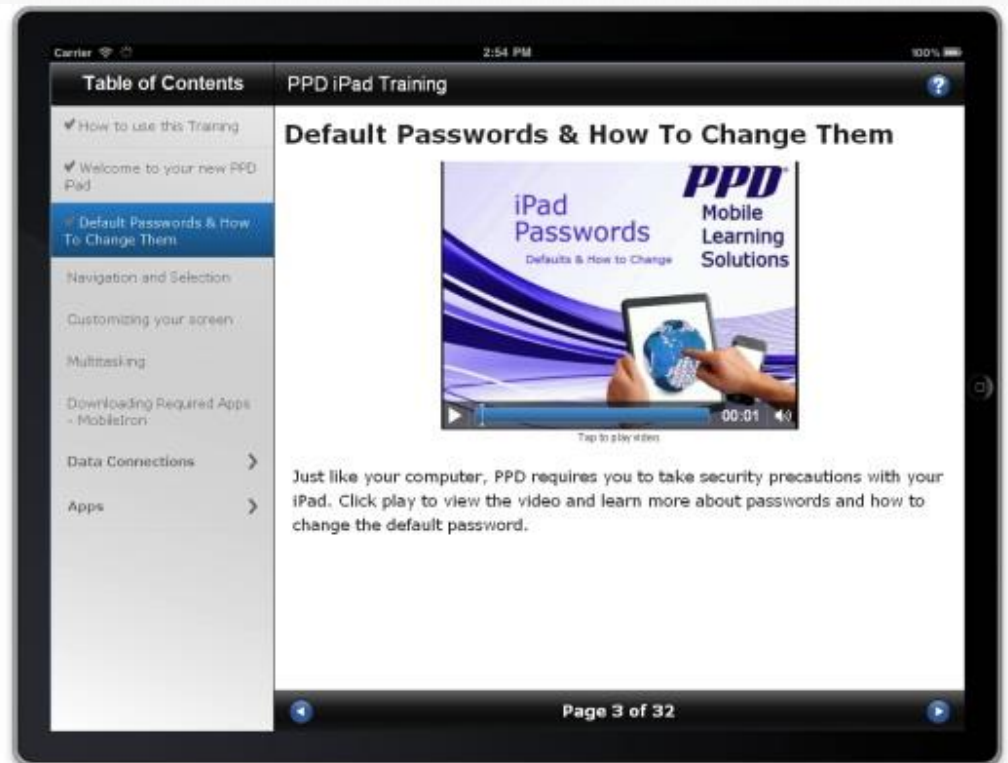 Carrier
2:54 PM
100%
Table of Contents
PPD iPad Training
?
✔How to use this Training
✔Welcome to your new PPD
iPad
✔Default Passwords & How
To Change Them
Navigation and Selection
Customizing your screen
Multitasking
Downloading Required Apps
- MobileIron
Data Connections
Apps
Default Passwords & How To Change Them
iPad
Passwords
Defaults & How to Change
PPD
Mobile
Learning
Solutions
00:01
Tap to play video
Just like your computer, PPD requires you to take security precautions with your
iPad. Click play to view the video and learn more about passwords and how to
change the default password.
Page 3 of 32